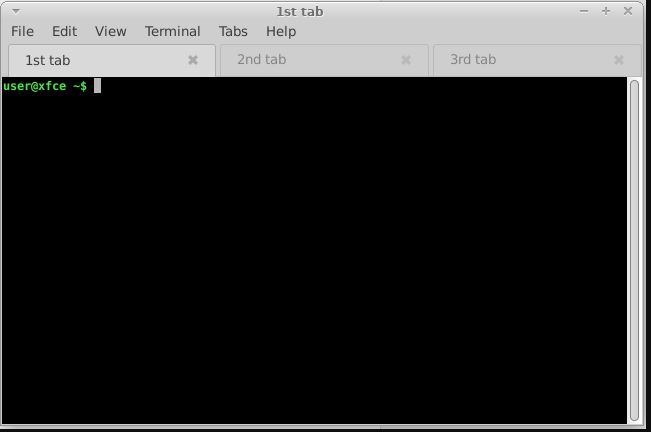 1st tab
File Edit View Terminal Tabs Help
1st tab 2nd tab 3rd tab
user@xfce ~$